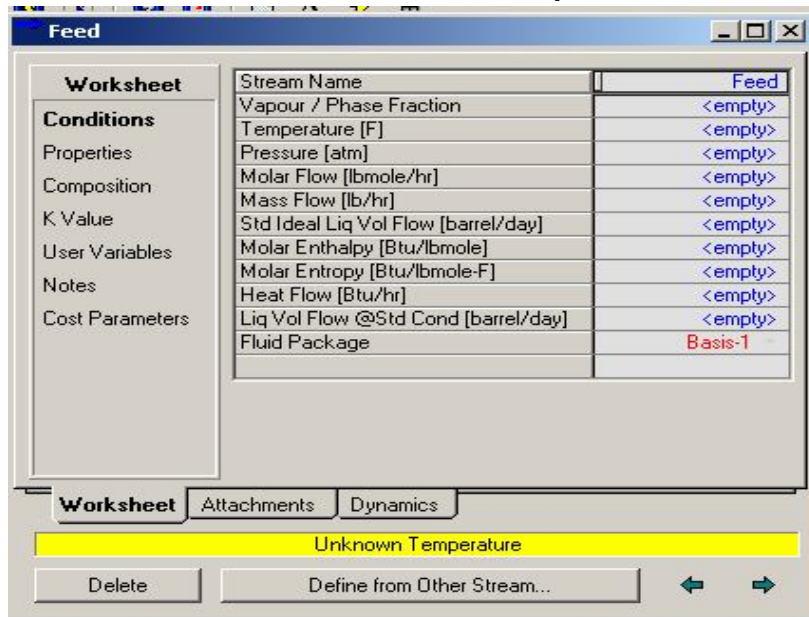 Feed
Worksheet
Conditions
Properties
Composition
K Value
User Variables
Notes
Cost Parameters
Stream Name Feed
Vapour / Phase Fraction <empty>
Temperature [F] <empty>
Pressure [atm] <empty>
Molar Flow [lbmole/hr] <empty>
Mass Flow [lb/hr] <empty>
Std Ideal Liq Vol Flow [barrel/day] <empty>
Molar Enthalpy [Btu/lbmole] <empty>
Molar Entropy [Btu/lbmole-F] <empty>
Heat Flow [Btu/hr] <empty>
Liq Vol Flow @Std Cond [barrel/day] <empty>
Fluid Package Basis-1
Worksheet Attachments Dynamics
Unknown Temperature
Delete Define from Other Stream...